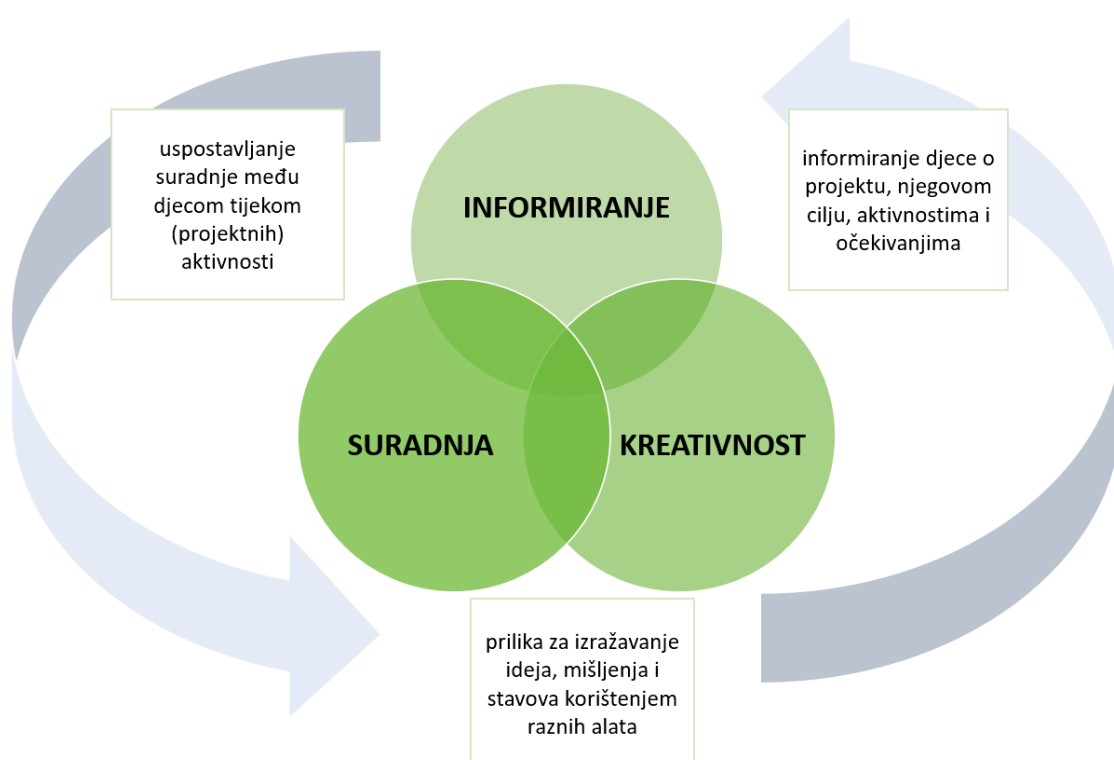 uspostavljanje
suradnje među
djecom tijekom
(projektnih)
aktivnosti
INFORMIRANJE
informiranje djece o
projektu, njegovom
cilju, aktivnostima i
očekivanjima
SURADNJA
KREATIVNOST
prilika za izražavanje
ideja, mišljenja i
stavova korištenjem
raznih alata